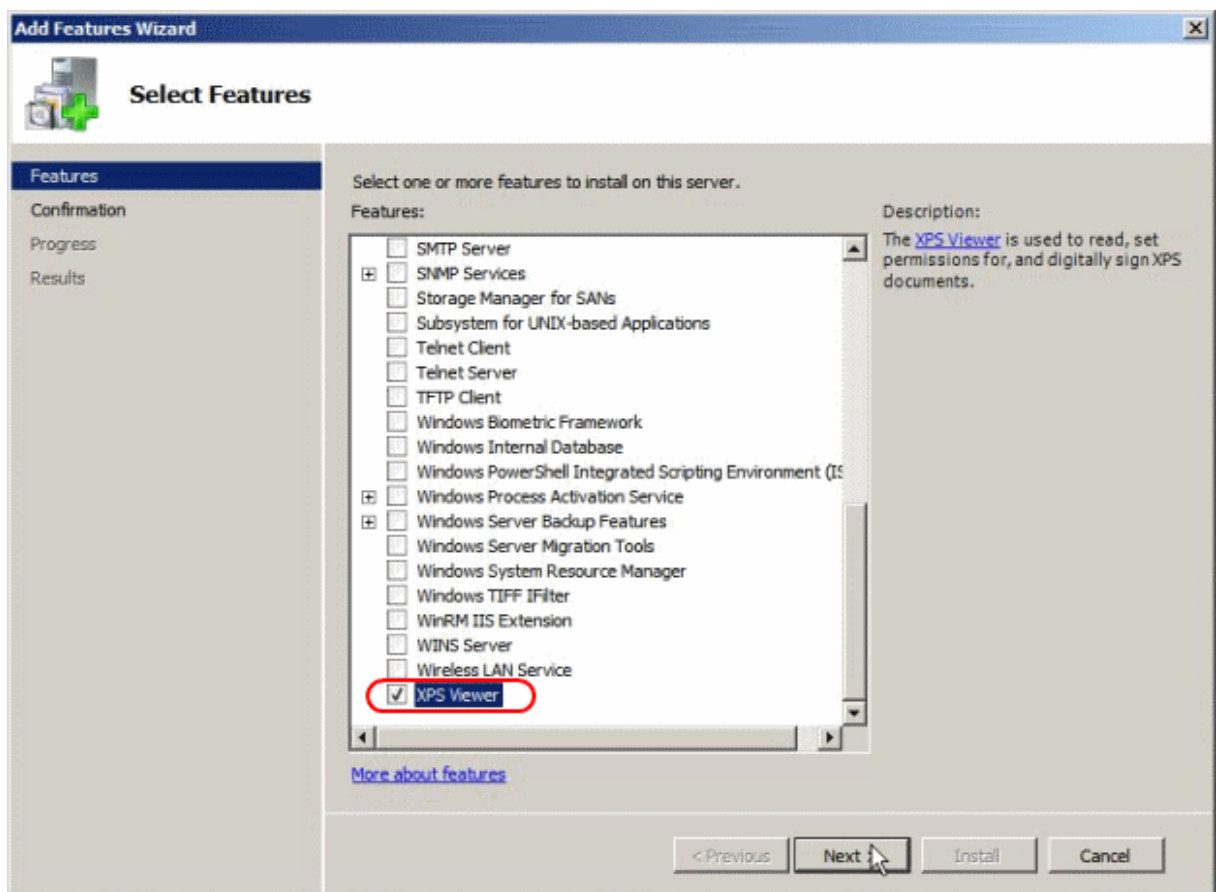 Add Features Wizard
Select Features
Features
Confirmation
Progress
Results
Select one or more features to install on this server.
Features:
SMTP Server
SNMP Services
Storage Manager for SANs
Subsystem for UNIX-based Applications
Telnet Client
Telnet Server
TFTP Client
Windows Biometric Framework
Windows Internal Database
Windows PowerShell Integrated Scripting Environment (IS
Windows Process Activation Service
Windows Server Backup Features
Windows Server Migration Tools
Windows System Resource Manager
Windows TIFF IFilter
WinRM IIS Extension
WINS Server
Wireless LAN Service
XPS Viewer
More about features
Description:
The XPS Viewer is used to read, set
permissions for, and digitally sign XPS
documents.
< Previous
Next >
Install
Cancel